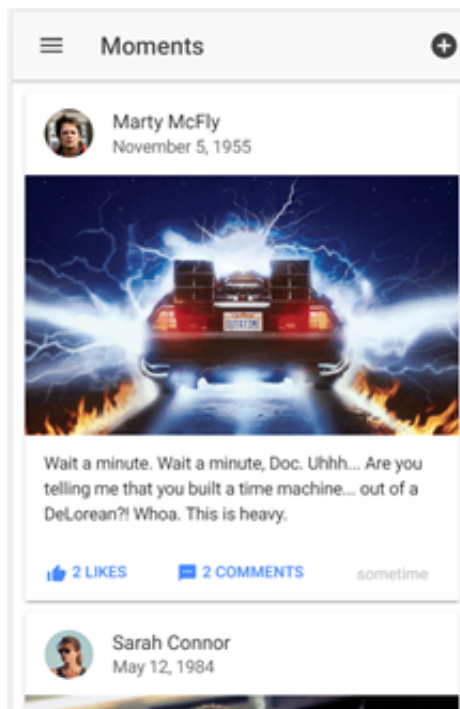 Moments
Marty McFly
November 5, 1955
OUTATIME
Wait a minute. Wait a minute, Doc. Uhhh... Are you
telling me that you built a time machine... out of a
DeLorean?! Whoa. This is heavy.
2 LIKES
2 COMMENTS
sometime
Sarah Connor
May 12, 1984